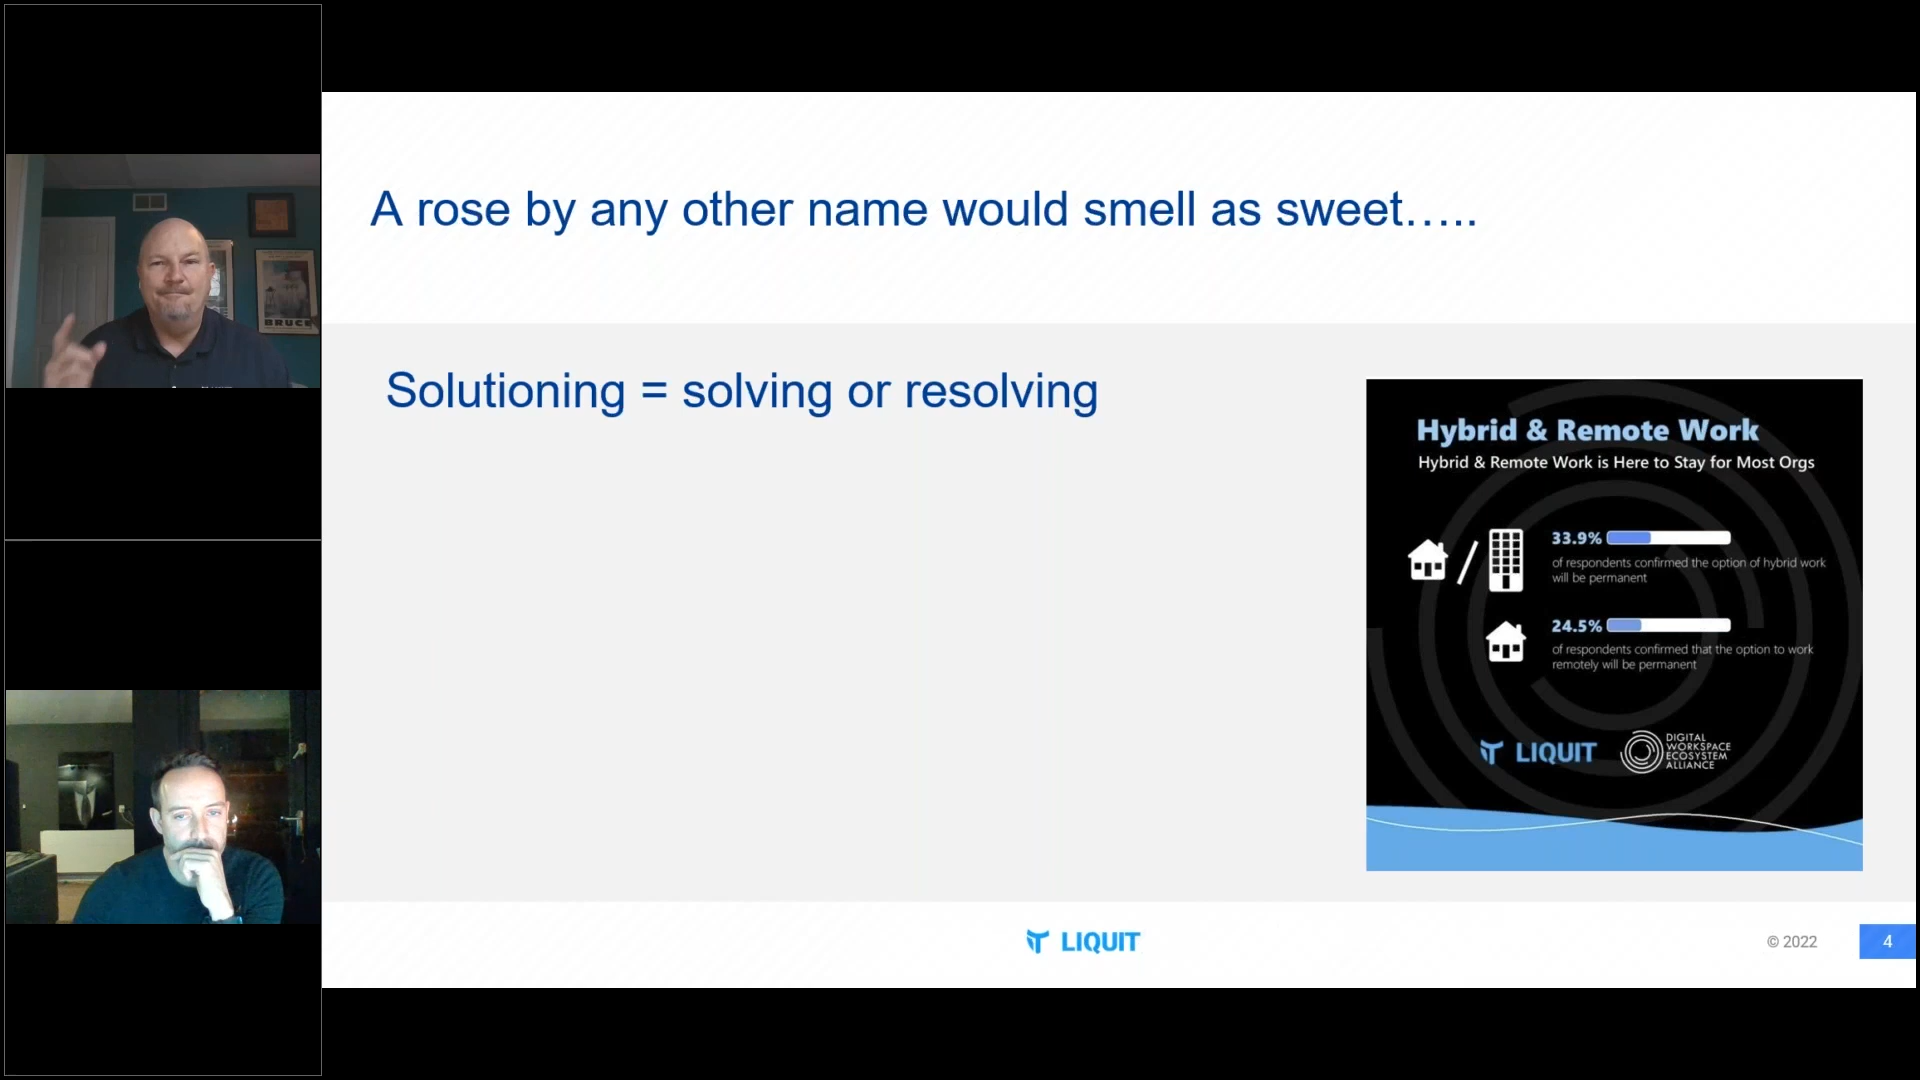 A rose by any other name would smell as sweet…..
Solutioning = solving or resolving
Hybrid & Remote Work
Hybrid & Remote Work is Here to Stay for Most Orgs
33.9%
of respondents confirmed the option of hybrid work
will be permanent
24.5%
of respondents confirmed that the option to work
remotely will be permanent
LIQUIT
DIGITAL
WORKSPACE
ECOSYSTEM
ALLIANCE
LIQUIT
© 2022
4
BRUCE